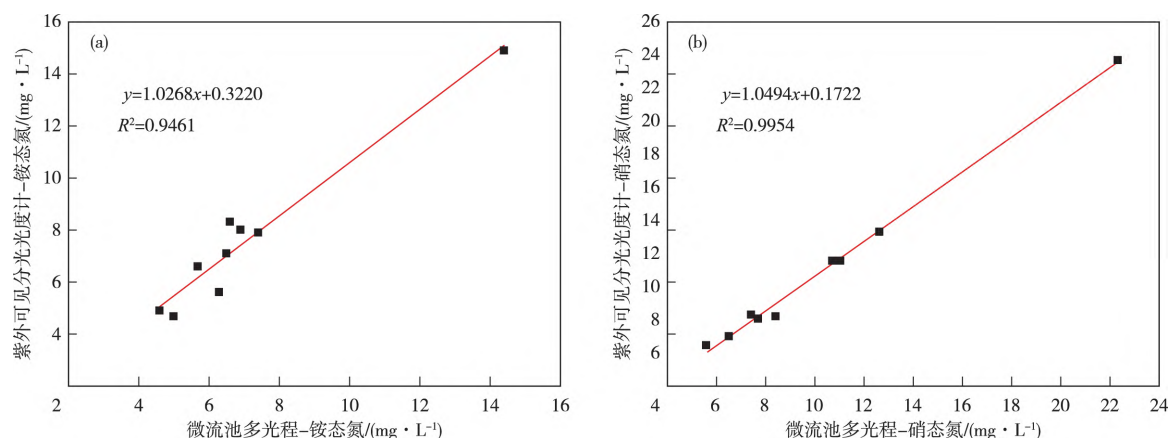 紫外可见分光光度计-铵态氮/(mg·L⁻¹)
16
14
12
10
8
6
4
(a)
y=1.0268x+0.3220
R²=0.9461
2 4 6 8 10 12 14 16
微流池多光程-铵态氮/(mg·L⁻¹)
紫外可见分光光度计-硝态氮/(mg·L⁻¹)
26
24
22
20
18
16
14
12
10
8
6
(b)
y=1.0494x+0.1722
R²=0.9954
4 6 8 10 12 14 16 18 20 22 24
微流池多光程-硝态氮/(mg·L⁻¹)